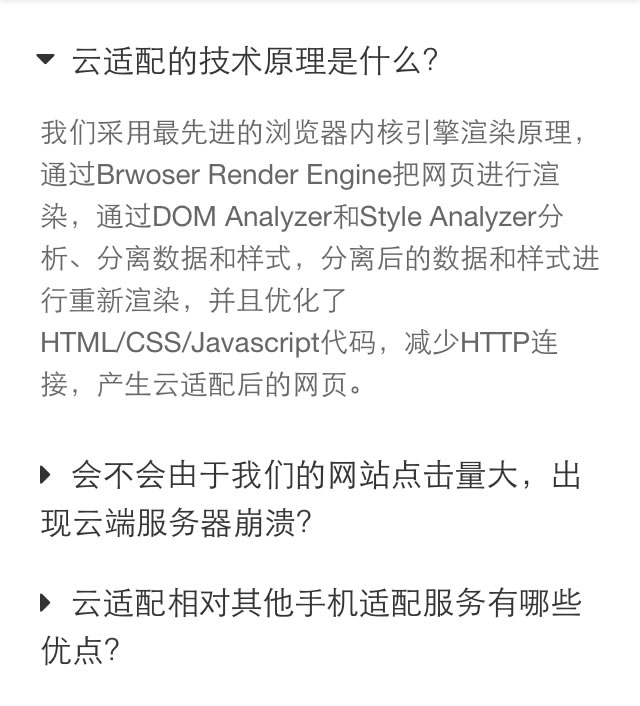 云适配的技术原理是什么?
我们采用最先进的浏览器内核引擎渲染原理，
通过Brwoser Render Engine把网页进行渲
染，通过DOM Analyzer和Style Analyzer分
析、分离数据和样式，分离后的数据和样式进
行重新渲染，并且优化了
HTML/CSS/Javascript代码，减少HTTP连
接，产生云适配后的网页。
会不会由于我们的网站点击量大，出
现云端服务器崩溃?
云适配相对其他手机适配服务有哪些
优点?